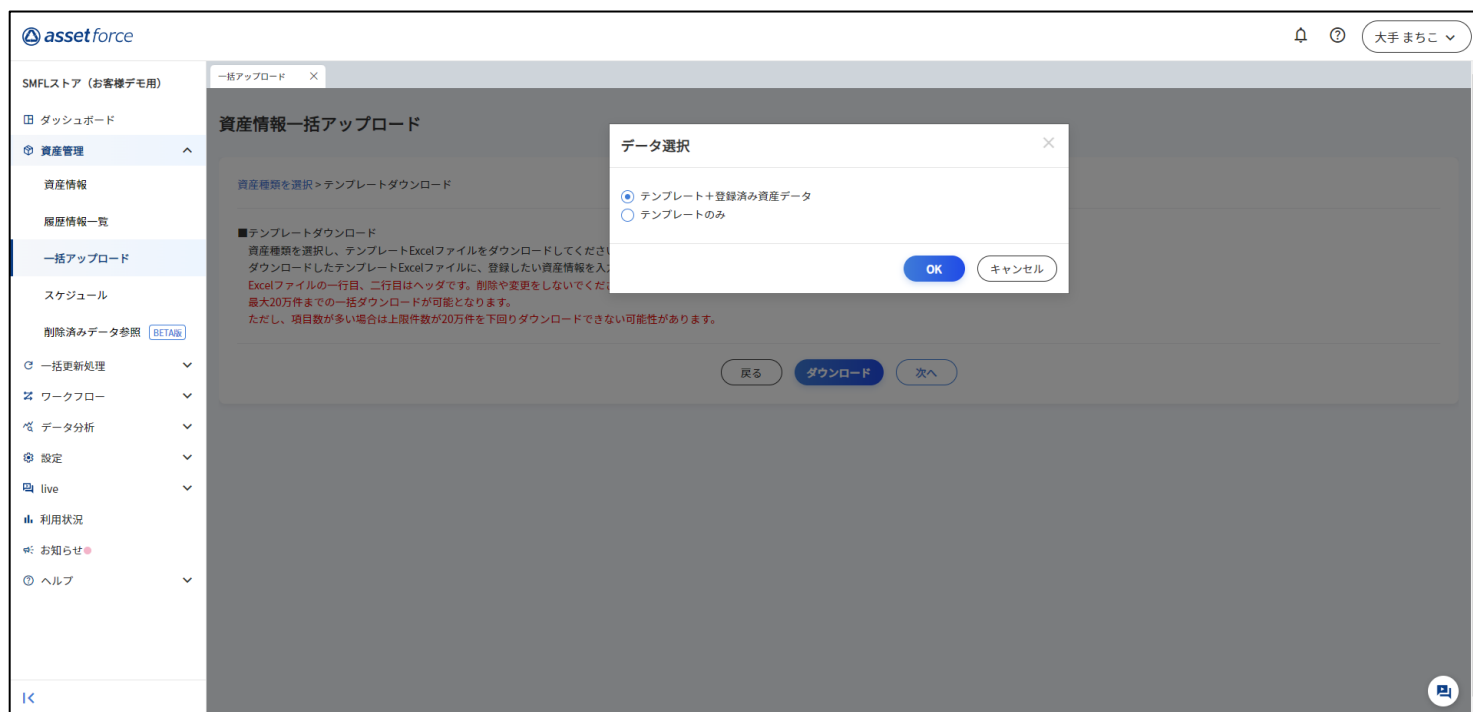 assetforce
大手 まちこ
SMFLストア（お客様デモ用）
ダッシュボード
資産管理
資産情報
履歴情報一覧
一括アップロード
スケジュール
削除済みデータ参照 BETA版
一括更新処理
ワークフロー
データ分析
設定
live
利用状況
お知らせ
ヘルプ
一括アップロード
資産情報一括アップロード
資産種類を選択 > テンプレートダウンロード
■テンプレートダウンロード
資産種類を選択し、テンプレートExcelファイルをダウンロードしてくださ
ダウンロードしたテンプレートExcelファイルに、登録したい資産情報を入
Excelファイルの一行目、二行目はヘッダです。削除や変更をしないでくだ
最大20万件までの一括ダウンロードが可能となります。
ただし、項目数が多い場合は上限件数が20万件を下回りダウンロードできない可能性があります。
戻る
ダウンロード
次へ
データ選択
テンプレート＋登録済み資産データ
テンプレートのみ
OK
キャンセル